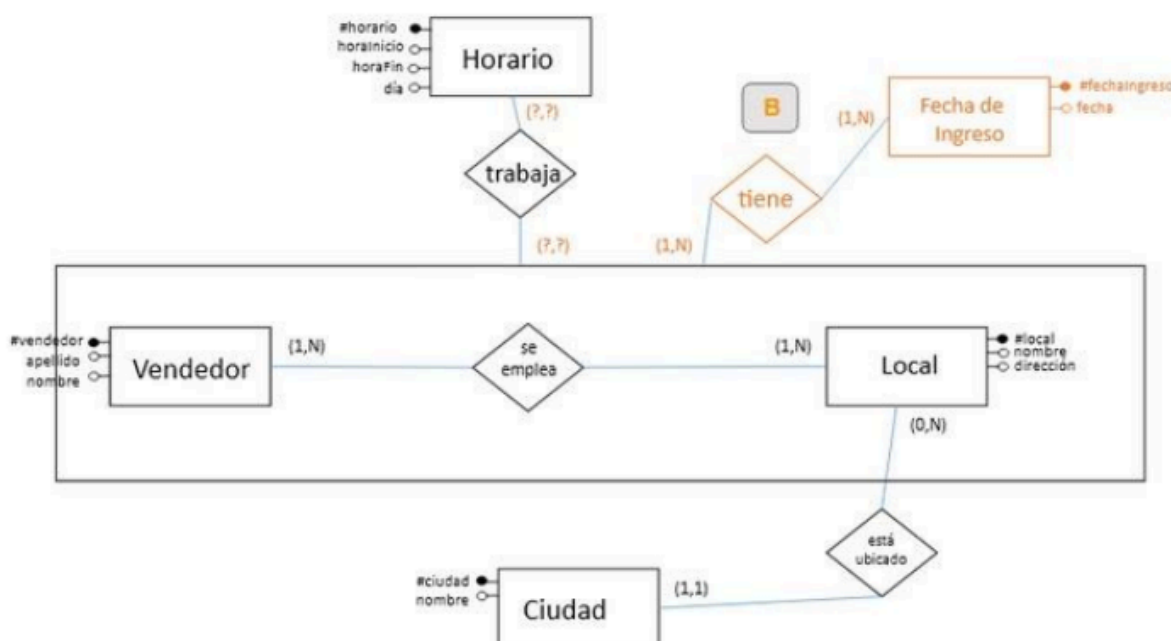 #horario
horaInicio
horaFin
día
Horario
(?,?)
trabaja
(?,?)
B
(1,N)
Fecha de
Ingreso
#fechaIngreso
fecha
tiene
(1,N)
#vendedor
apellido
nombre
Vendedor
(1,N)
se
emplea
(1,N)
Local
#local
nombre
dirección
(0,N)
está
ubicado
#ciudad
nombre
Ciudad
(1,1)